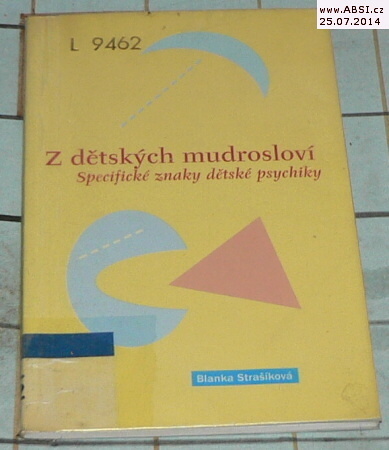 www.ABSI.cz
25.07.2014
L 9462
Z dětských mudrosloví
Specifické znaky dětské psychiky
Blanka Strašíková